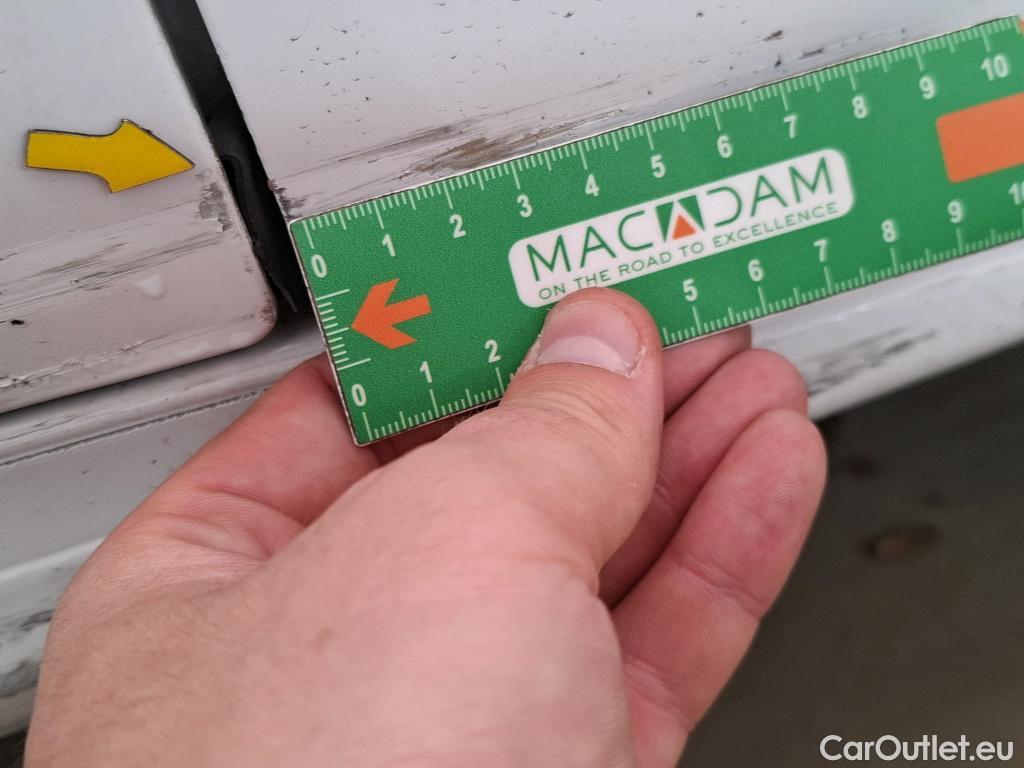 0 1 2 3 4 5 6 7 8 9 10
MACADAM
ON THE ROAD TO EXCELLENCE
0 1 2 5 6 7 8 9 10
CarOutlet.eu